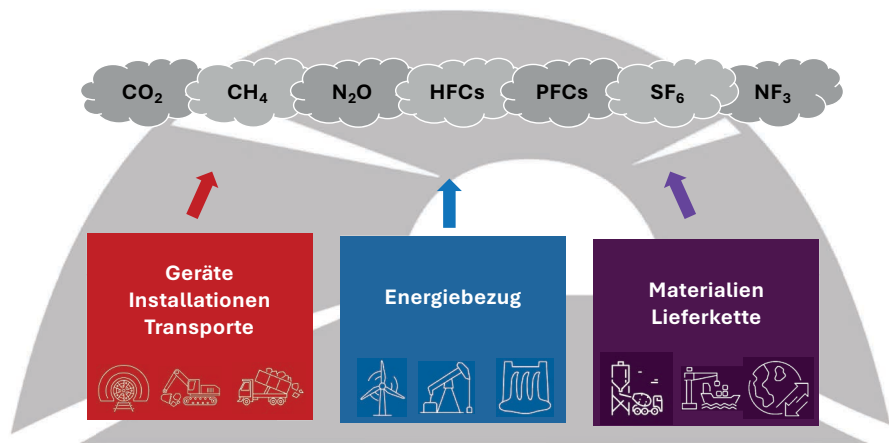 CO₂ CH₄ N₂O HFCs PFCs SF₆ NF₃
Geräte
Installationen
Transporte
Energiebezug
Materialien
Lieferkette